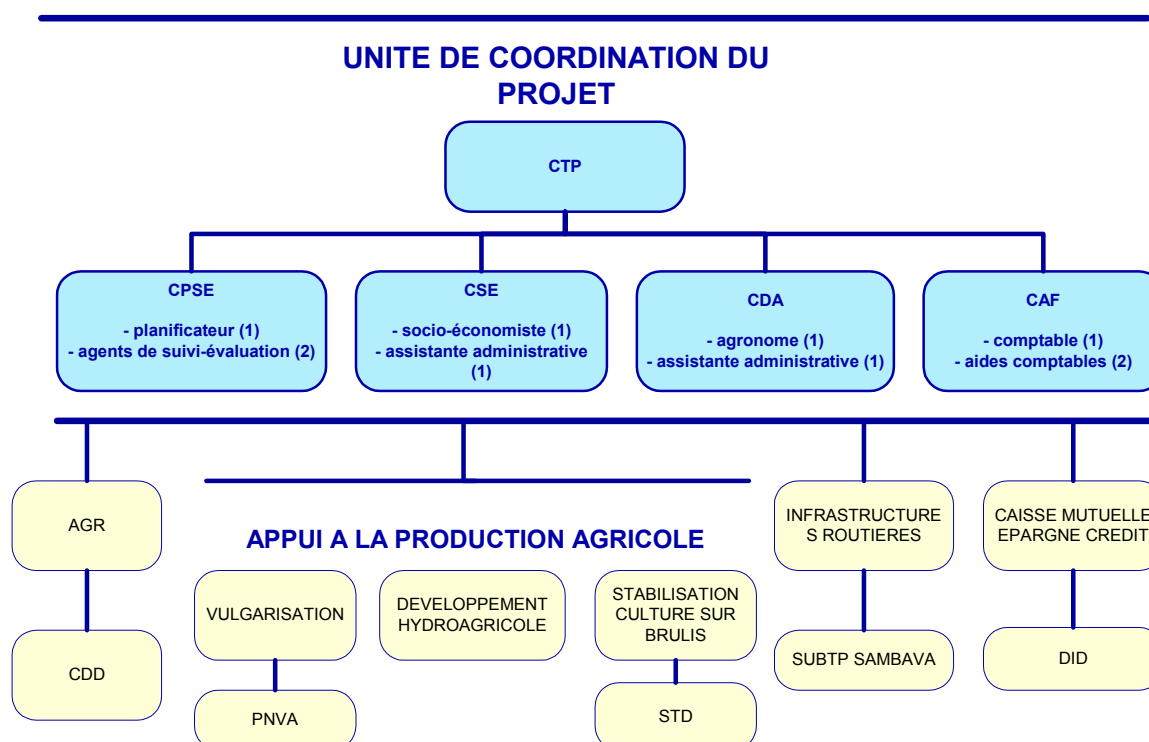 UNITE DE COORDINATION DU
PROJET
CTP
CPSE
- planificateur (1)
- agents de suivi-évaluation (2)
CSE
- socio-économiste (1)
- assistante administrative
(1)
CDA
- agronome (1)
- assistante administrative (1)
CAF
- comptable (1)
- aides comptables (2)
AGR
CDD
APPUI A LA PRODUCTION AGRICOLE
VULGARISATION
PNVA
DEVELOPPEMENT
HYDROAGRICOLE
STABILISATION
CULTURE SUR
BRULIS
STD
INFRASTRUCTURE
S ROUTIERES
SUBTP SAMBAVA
CAISSE MUTUELLE
EPARGNE CREDIT
DID